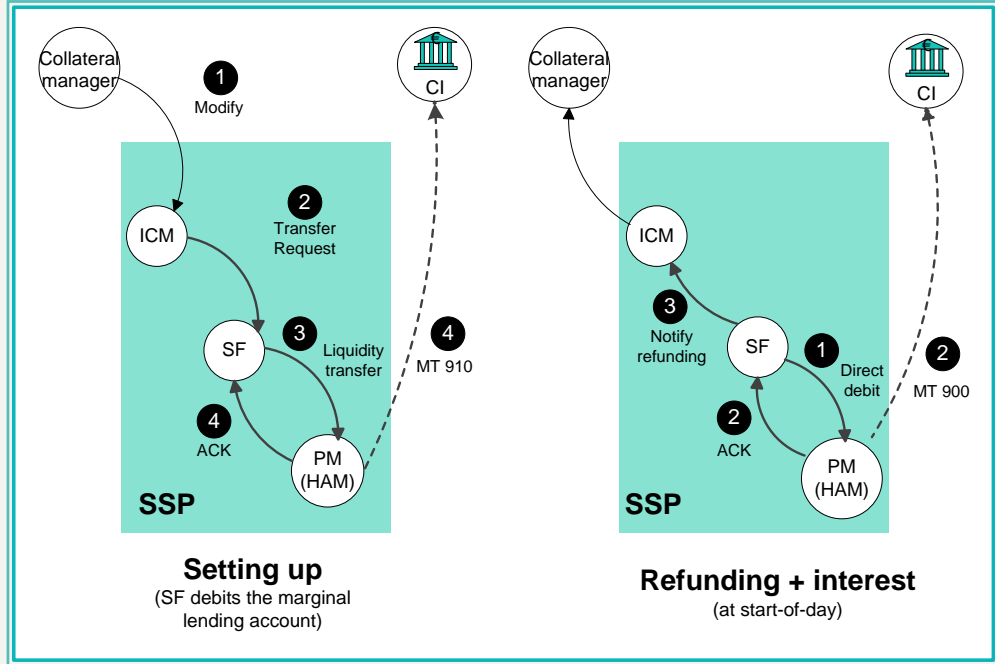 Collateral
manager
1
Modify
€
CI
2
Transfer
Request
ICM
SF
3
Liquidity
transfer
4
MT 910
4
ACK
PM
(HAM)
SSP
Setting up
(SF debits the marginal
lending account)
Collateral
manager
€
CI
ICM
3
Notify
refunding
SF
1
Direct
debit
2
MT 900
2
ACK
PM
(HAM)
SSP
Refunding + interest
(at start-of-day)